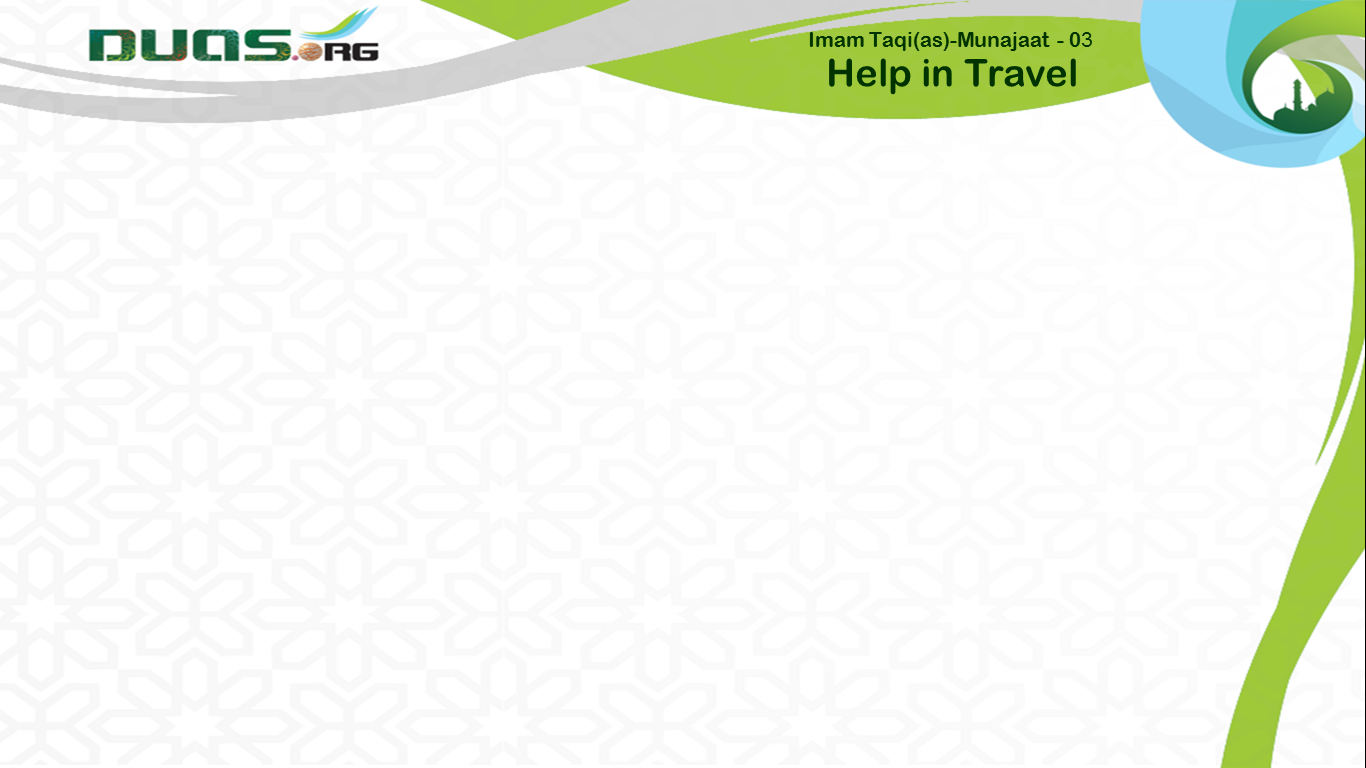 DUAS.ORG
Imam Taqi(as)-Munajaat - 03
Help in Travel